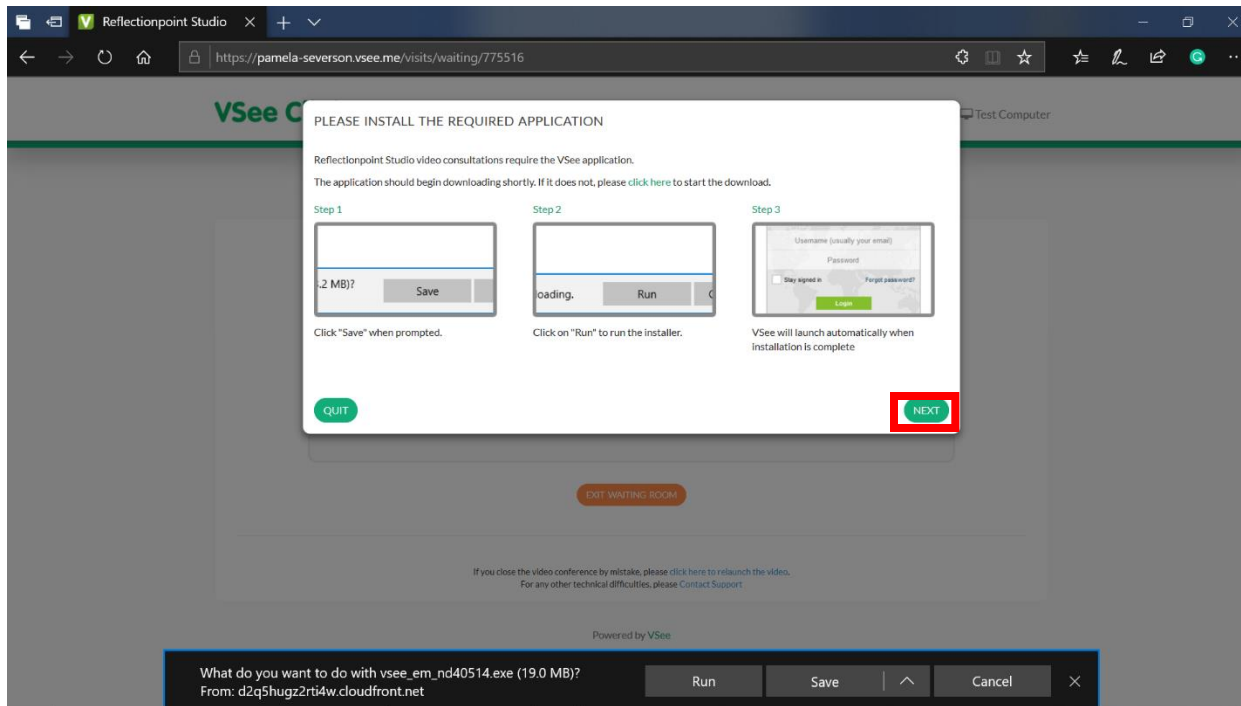 Reflectionpoint Studio
https://pamela-severson.vsee.me/visits/waiting/775516
VSee C
Test Computer
PLEASE INSTALL THE REQUIRED APPLICATION
Reflectionpoint Studio video consultations require the VSee application.
The application should begin downloading shortly. If it does not, please click here to start the download.
Step 1
Step 2
Step 3
.2 MB)?
Save
oading.
Run
Username (usually your email)
Password
Stay signed in
Forgot password?
Login
Click "Save" when prompted.
Click on "Run" to run the installer.
VSee will launch automatically when
installation is complete
QUIT
NEXT
EXIT WAITING ROOM
If you close the video conference by mistake, please click here to relaunch the video.
For any other technical difficulties, please Contact Support
Powered by VSee
What do you want to do with vsee_em_nd40514.exe (19.0 MB)?
From: d2q5hugz2rti4w.cloudfront.net
Run
Save
Cancel